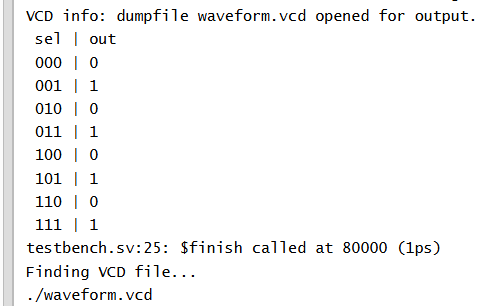 VCD info: dumpfile waveform.vcd opened for output.
sel | out
000 | 0
001 | 1
010 | 0
011 | 1
100 | 0
101 | 1
110 | 0
111 | 1
testbench.sv:25: $finish called at 80000 (1ps)
Finding VCD file...
./waveform.vcd